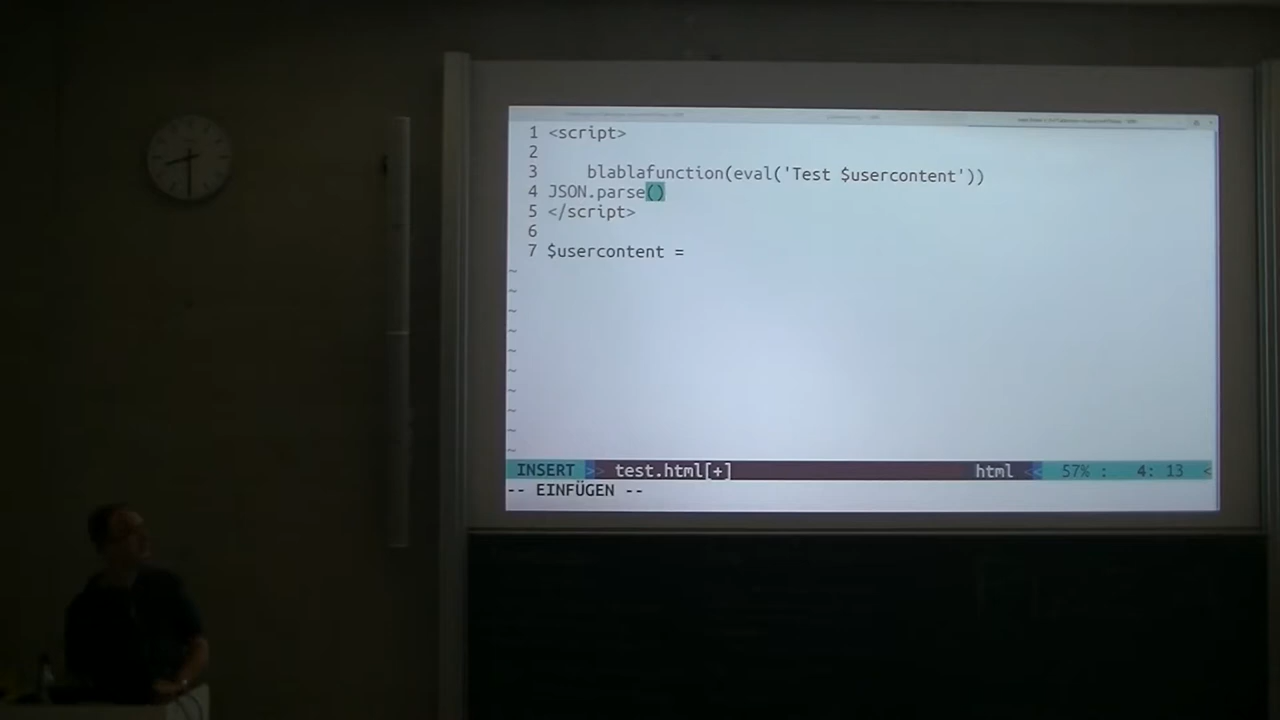 1 <script>
2
3     blablafunction(eval('Test $usercontent'))
4 JSON.parse()
5 </script>
6
7 $usercontent =
~
~
~
~
~
~
~
~
~
~
INSERT >> test.html[+] html << 57% : 4: 13 <
-- EINFÜGEN --